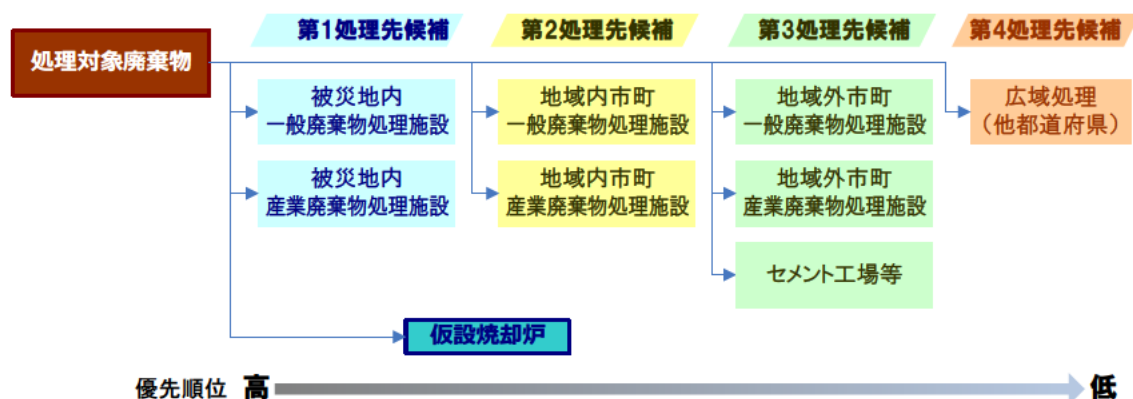 第1処理先候補
第2処理先候補
第3処理先候補
第4処理先候補
処理対象廃棄物
被災地内
一般廃棄物処理施設
地域内市町
一般廃棄物処理施設
地域外市町
一般廃棄物処理施設
広域処理
（他都道府県）
被災地内
産業廃棄物処理施設
地域内市町
産業廃棄物処理施設
地域外市町
産業廃棄物処理施設
セメント工場等
仮設焼却炉
優先順位 高 低